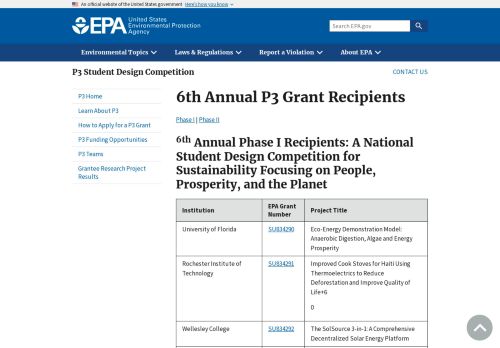 An official website of the United States government Here's how you know
EPA United States
Environmental Protection
Agency
Search EPA.gov
Environmental Topics Laws & Regulations Report a Violation About EPA
P3 Student Design Competition
CONTACT US
P3 Home
Learn About P3
How to Apply for a P3 Grant
P3 Funding Opportunities
P3 Teams
Grantee Research Project
Results
6th Annual P3 Grant Recipients
Phase I | Phase II
6th Annual Phase I Recipients: A National
Student Design Competition for
Sustainability Focusing on People,
Prosperity, and the Planet
Institution EPA Grant
Number Project Title
University of Florida SU834290 Eco-Energy Demonstration Model:
Anaerobic Digestion, Algae and Energy
Prosperity
Rochester Institute of
Technology SU834291 Improved Cook Stoves for Haiti Using
Thermoelectrics to Reduce
Deforestation and Improve Quality of
Life+6
0
Wellesley College SU834292 The SolSource 3-in-1: A Comprehensive
Decentralized Solar Energy Platform